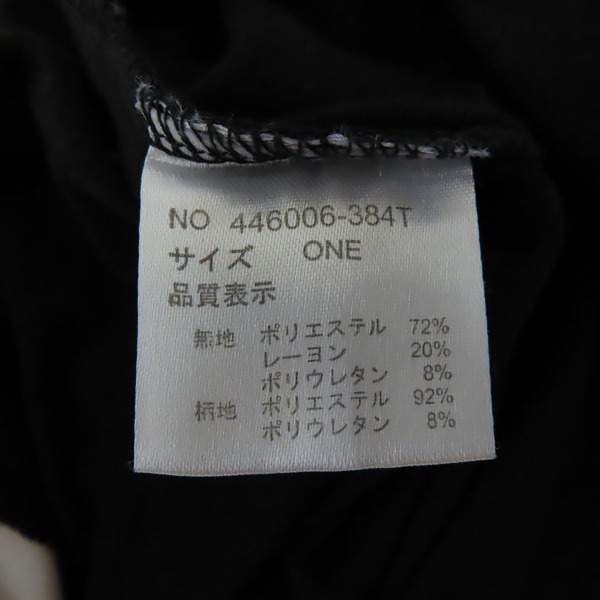 NO 446006-384T
サイズ ONE
品質表示
無地 ポリエステル 72%
レーヨン 20%
ポリウレタン 8%
柄地 ポリエステル 92%
ポリウレタン 8%